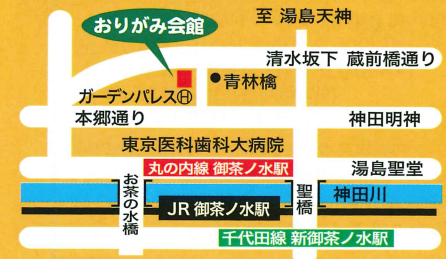 至 湯島天神
おりがみ会館
清水坂下 蔵前橋通り
青林檎
ガーデンパレスⒽ
本郷通り
神田明神
東京医科歯科大病院
丸の内線 御茶ノ水駅
湯島聖堂
お茶の水橋
聖橋
神田川
JR 御茶ノ水駅
千代田線 新御茶ノ水駅